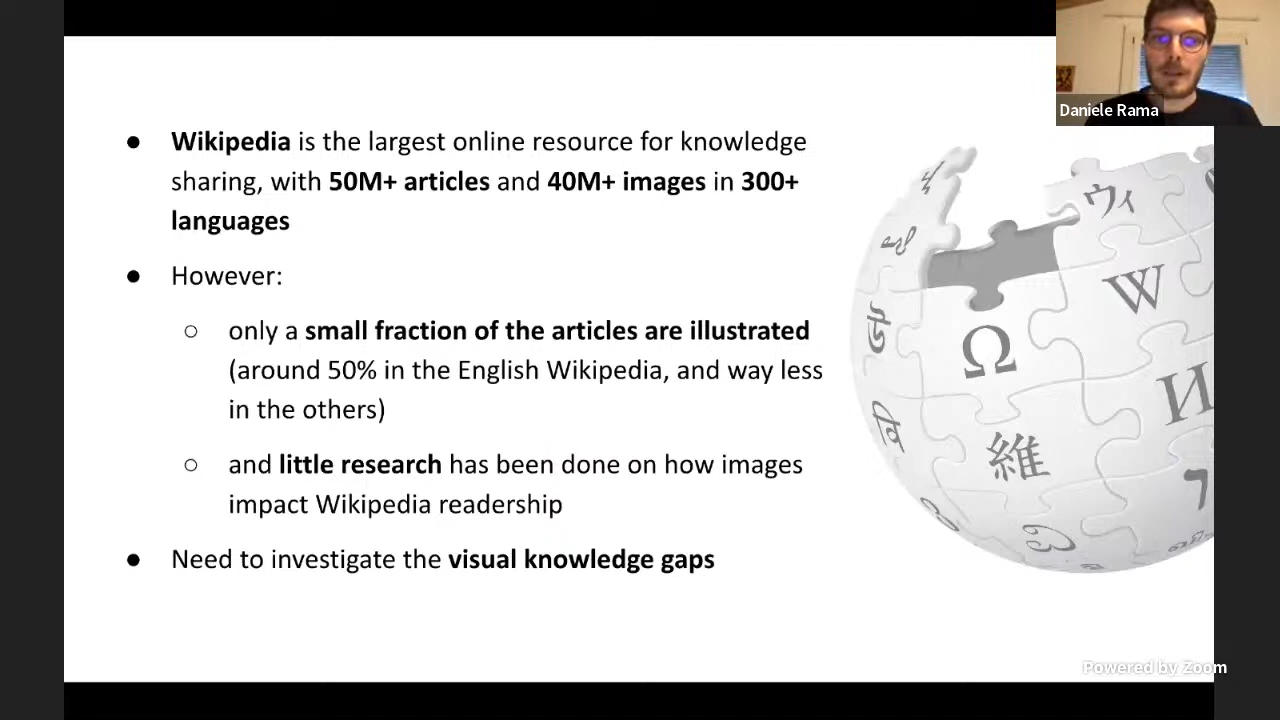 Daniele Rama
● Wikipedia is the largest online resource for knowledge
sharing, with 50M+ articles and 40M+ images in 300+
languages
● However:
○ only a small fraction of the articles are illustrated
(around 50% in the English Wikipedia, and way less
in the others)
○ and little research has been done on how images
impact Wikipedia readership
● Need to investigate the visual knowledge gaps
ウィ
W
Ω
И
維
वि
Powered by Zoom